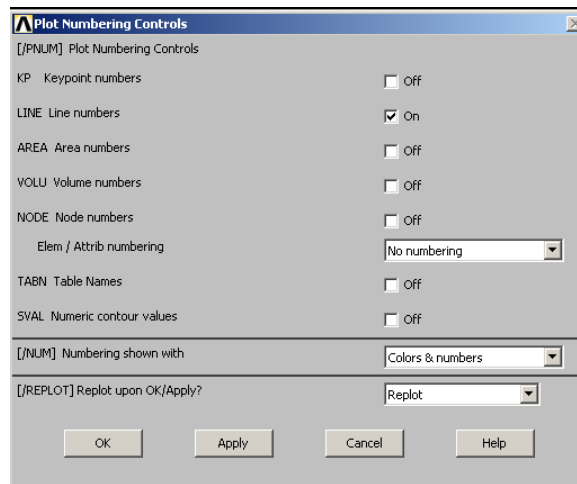 Plot Numbering Controls
[/PNUM] Plot Numbering Controls
KP Keypoint numbers Off
LINE Line numbers On
AREA Area numbers Off
VOLU Volume numbers Off
NODE Node numbers Off
Elem / Attrib numbering No numbering
TABN Table Names Off
SVAL Numeric contour values Off
[/NUM] Numbering shown with Colors & numbers
[/REPLOT] Replot upon OK/Apply? Replot
OK Apply Cancel Help